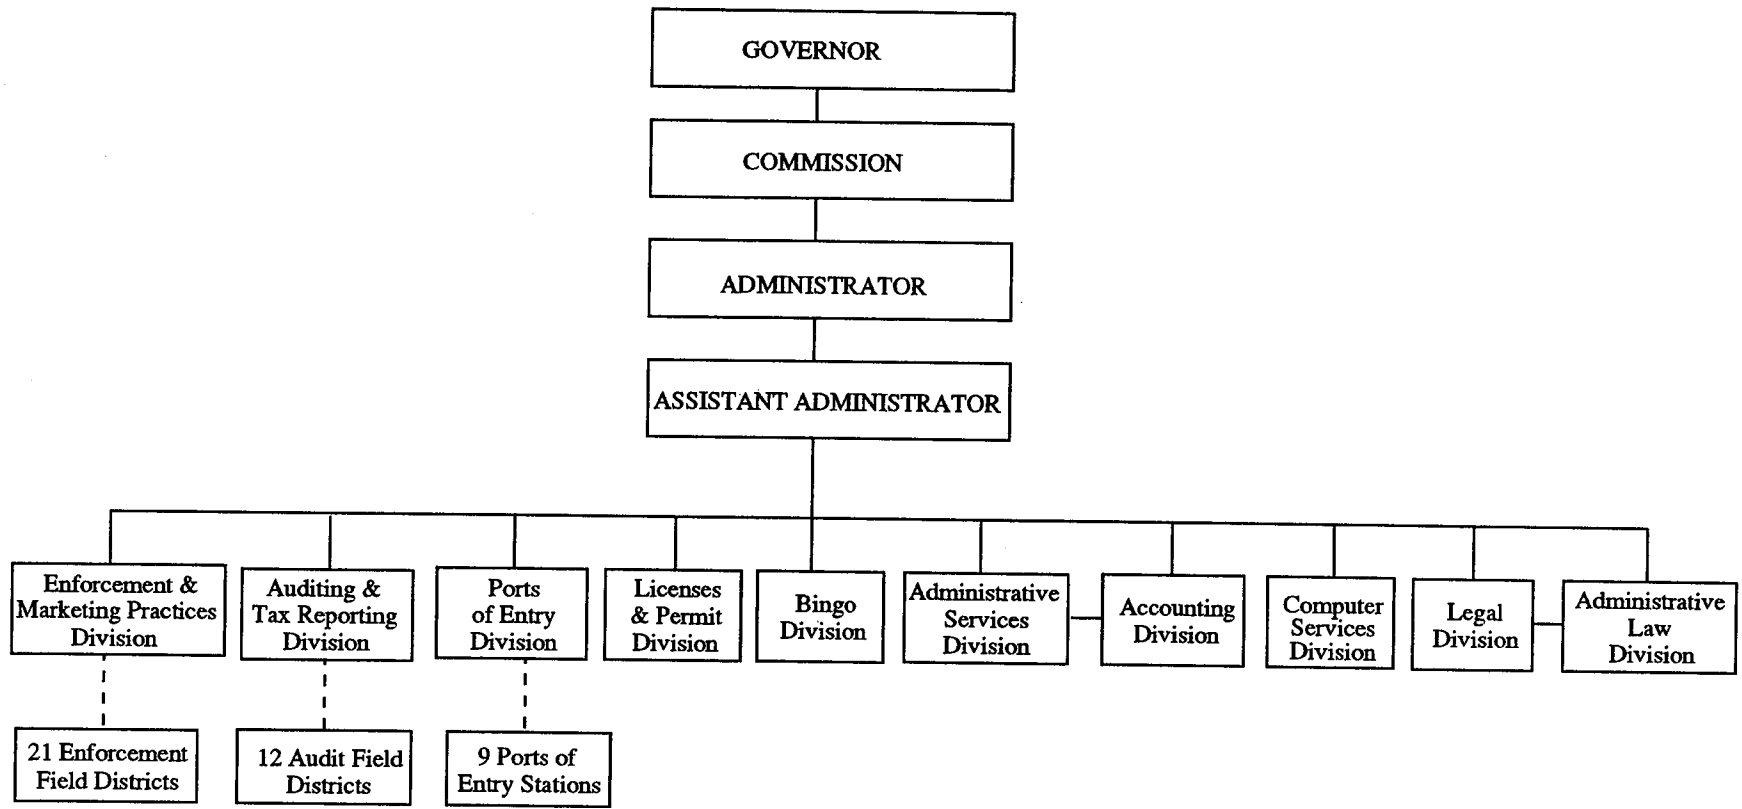 GOVERNOR
COMMISSION
ADMINISTRATOR
ASSISTANT ADMINISTRATOR
Enforcement &
Marketing Practices
Division
Auditing &
Tax Reporting
Division
Ports
of Entry
Division
Licenses
& Permit
Division
Bingo
Division
Administrative
Services
Division
Accounting
Division
Computer
Services
Division
Legal
Division
Administrative
Law
Division
21 Enforcement
Field Districts
12 Audit Field
Districts
9 Ports of
Entry Stations